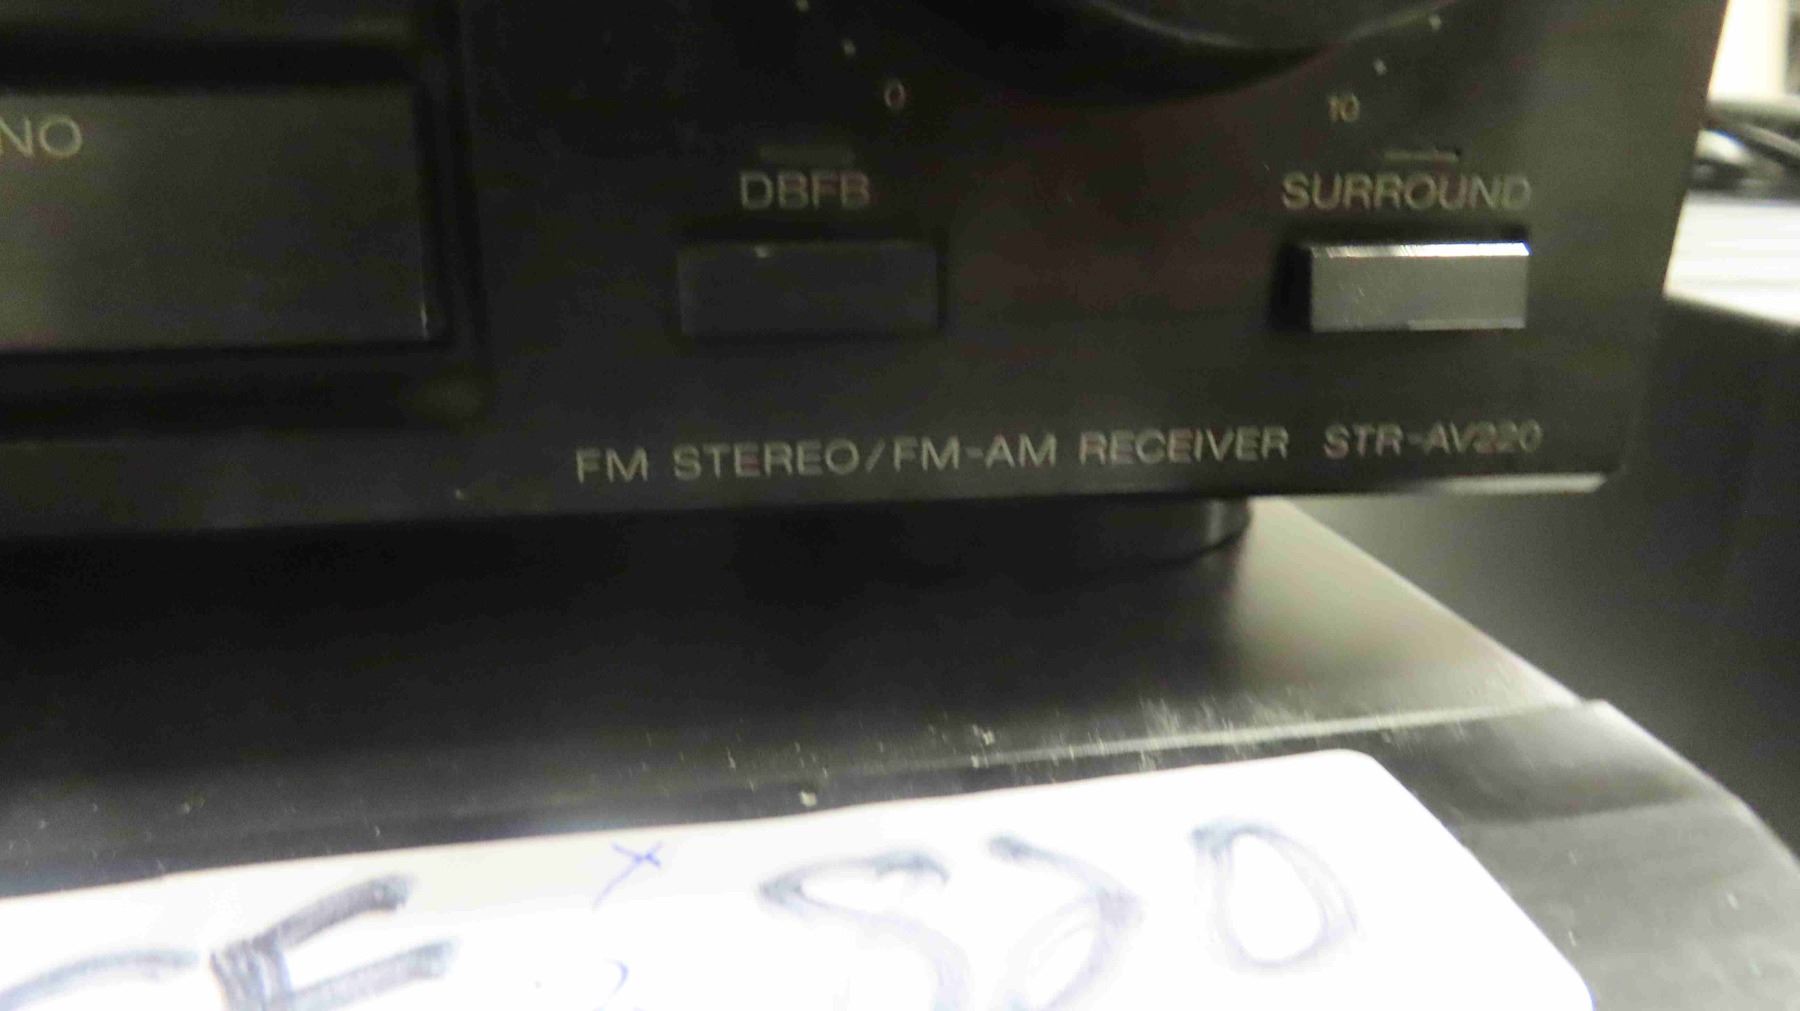 0 10
NO
DBFB SURROUND
FM STEREO/FM-AM RECEIVER STR-AV220